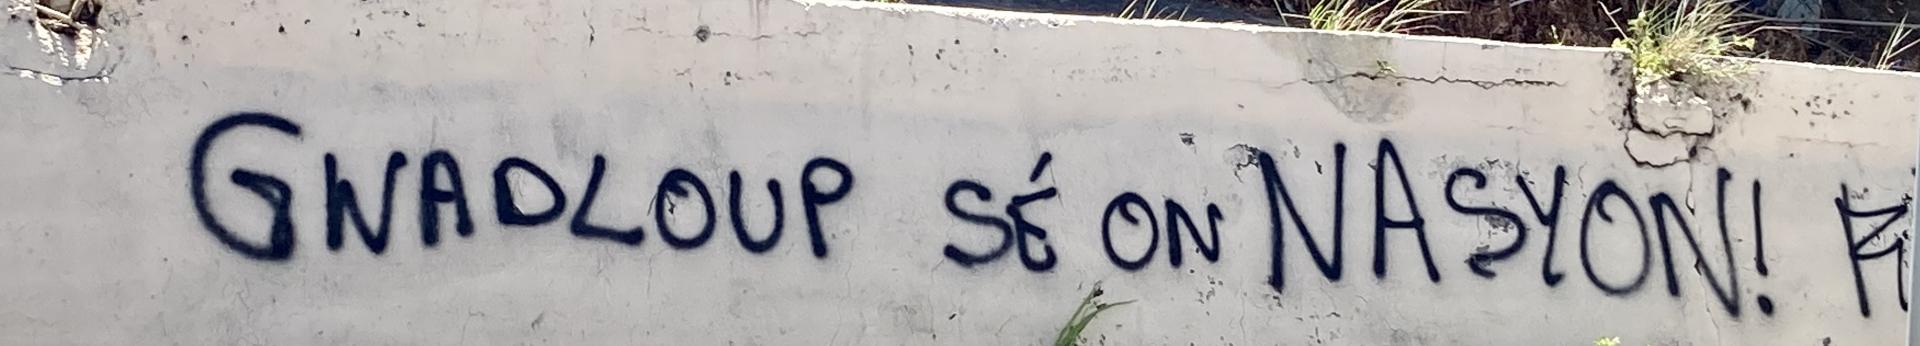 GWADLOUP SÉ ON NASYON!